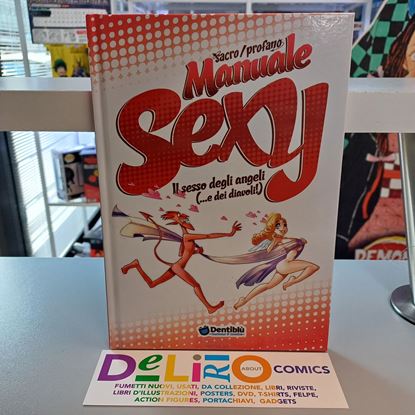 sacro/profano
Manuale
Sexy
Il sesso degli angeli
(...e dei diavoli!)
Dentiblù
DeLiRiO ABOUT COMICS
FUMETTI NUOVI, USATI, DA COLLEZIONE, LIBRI, RIVISTE,
LIBRI D'ILLUSTRAZIONI, POSTERS, DVD, T-SHIRTS, FELPE,
ACTION FIGURES, PORTACHIAVI, GADGETS